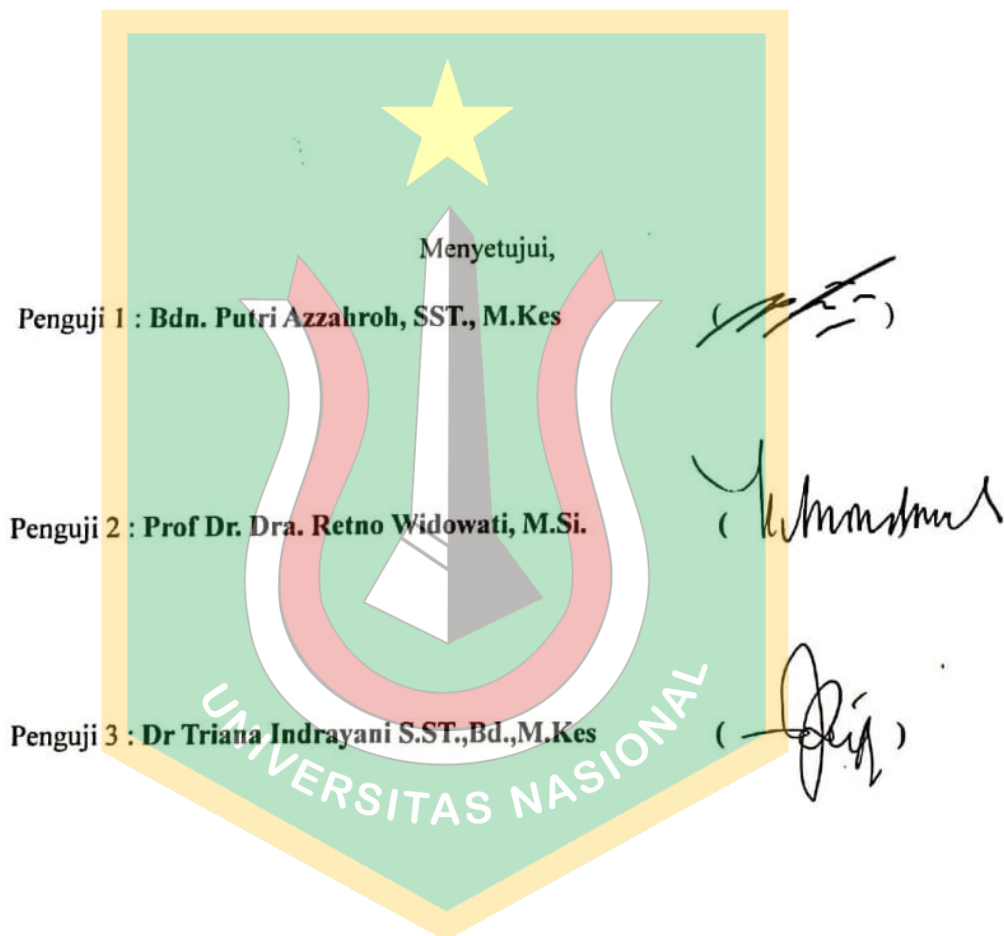 Menyetujui,
Penguji 1 : Bdn. Putri Azzahroh, SST., M.Kes ( )
Penguji 2 : Prof Dr. Dra. Retno Widowati, M.Si. (
Penguji 3 : Dr Triana Indrayani S.ST.,Bd.,M.Kes ( )
UNIVERSITAS NASIONAL